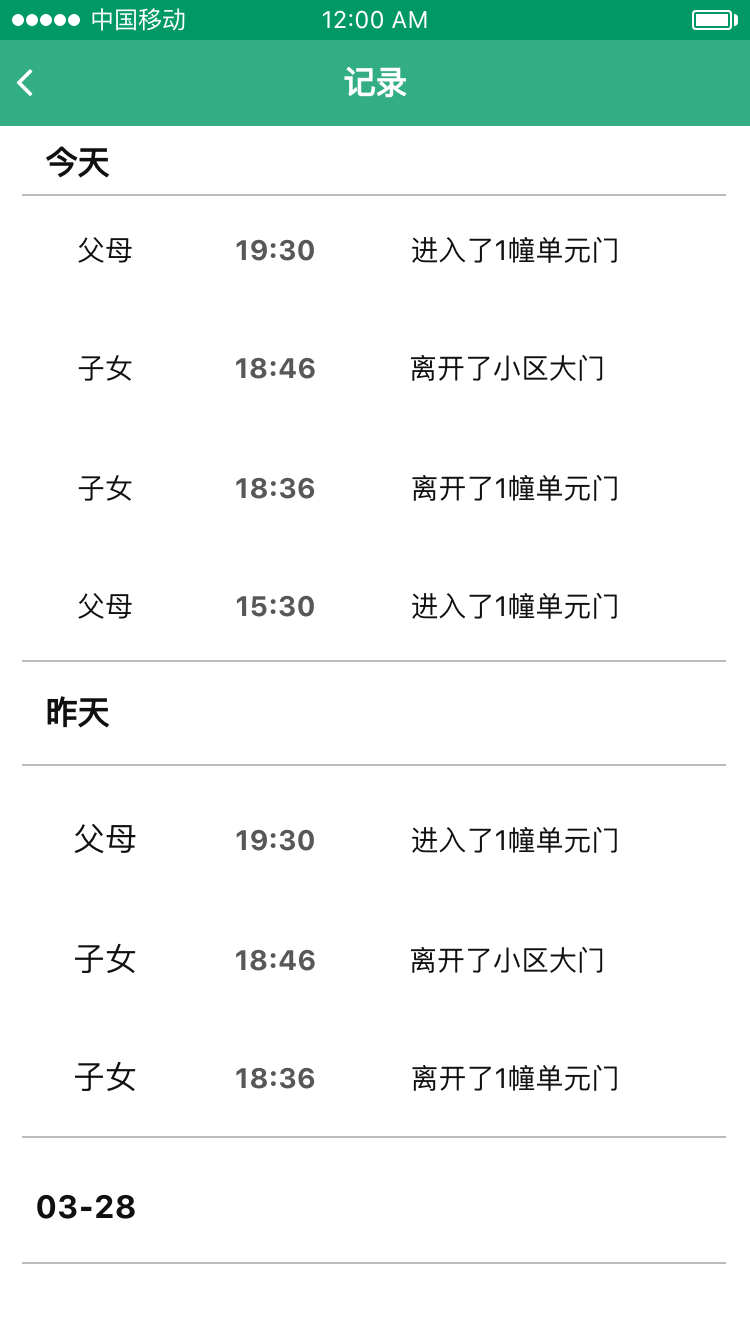 中国移动 12:00 AM
记录
今天
父母 19:30 进入了1幢单元门
子女 18:46 离开了小区大门
子女 18:36 离开了1幢单元门
父母 15:30 进入了1幢单元门
昨天
父母 19:30 进入了1幢单元门
子女 18:46 离开了小区大门
子女 18:36 离开了1幢单元门
03-28